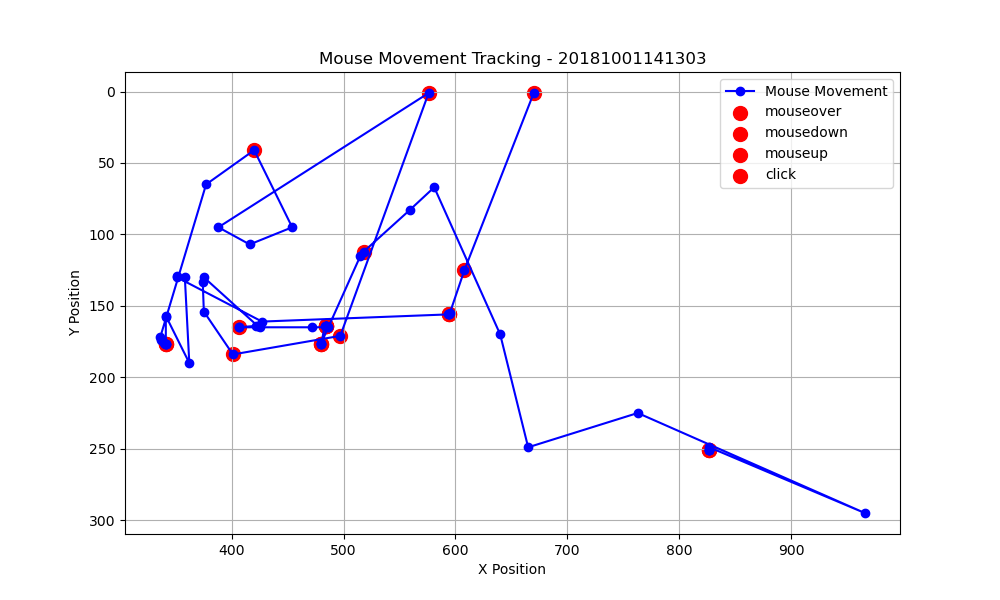 Mouse Movement Tracking - 20181001141303
Mouse Movement
mouseover
mousedown
mouseup
click
0
50
100
150
200
250
300
Y Position
400
500
600
700
800
900
X Position